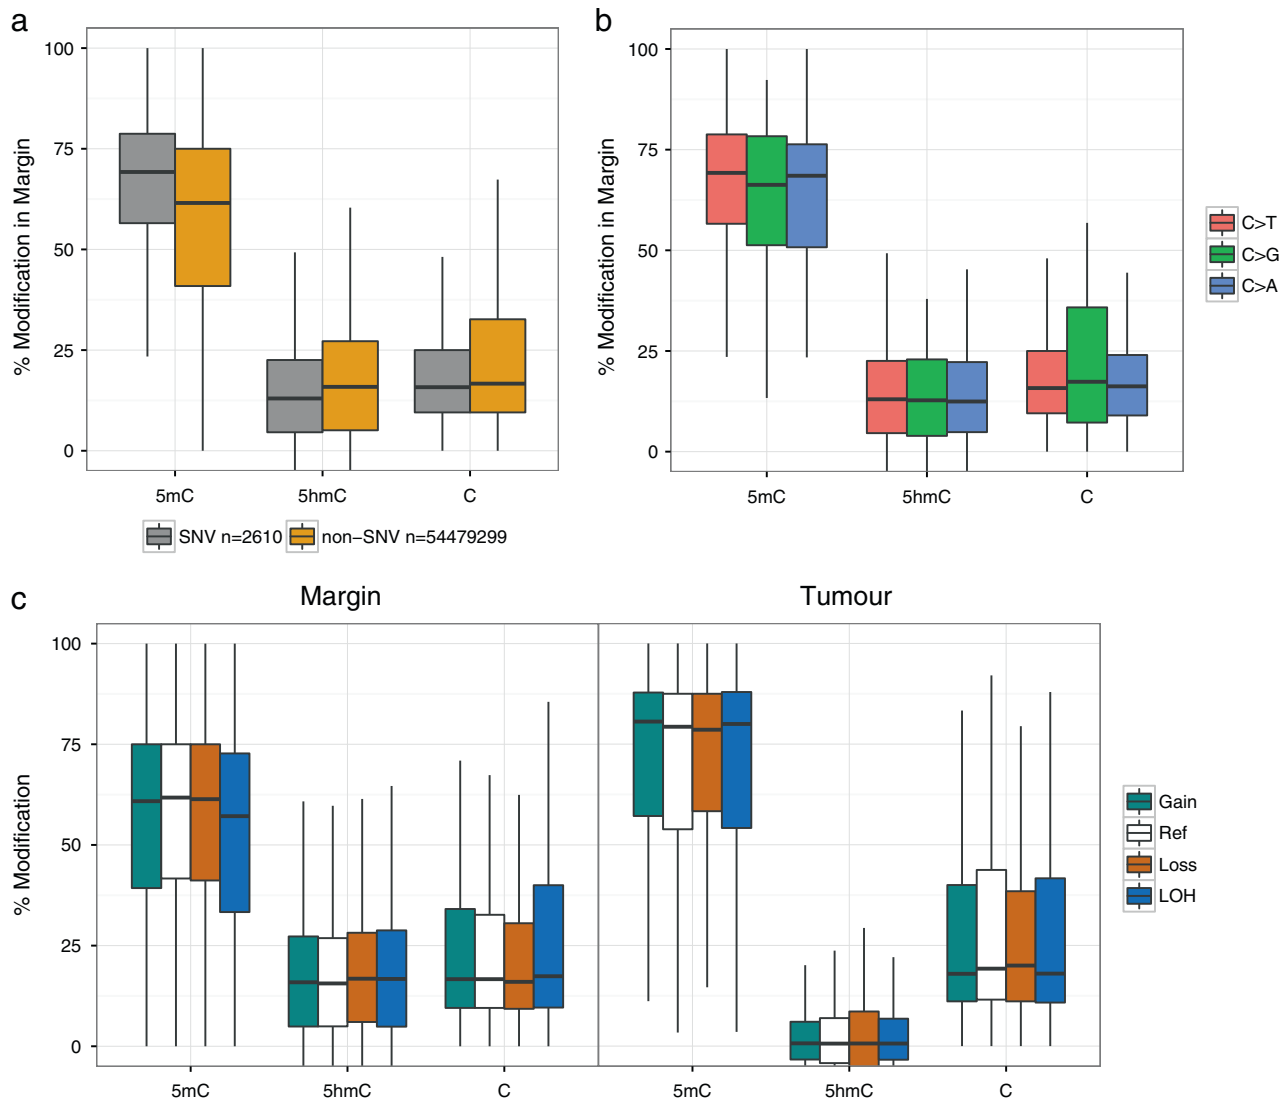 a
b
% Modification in Margin
100
75
50
25
0
5mC 5hmC C
SNV n=2610 non−SNV n=54479299
% Modification in Margin
100
75
50
25
0
5mC 5hmC C
C>T
C>G
C>A
c
Margin Tumour
% Modification
100
75
50
25
0
5mC 5hmC C 5mC 5hmC C
Gain
Ref
Loss
LOH